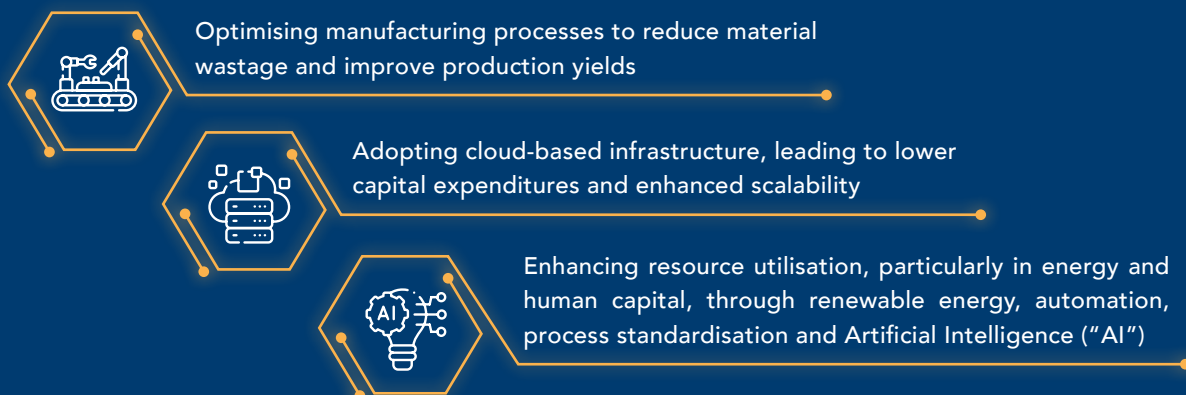 Optimising manufacturing processes to reduce material
wastage and improve production yields
Adopting cloud-based infrastructure, leading to lower
capital expenditures and enhanced scalability
Enhancing resource utilisation, particularly in energy and
human capital, through renewable energy, automation,
process standardisation and Artificial Intelligence (“AI”)
AI